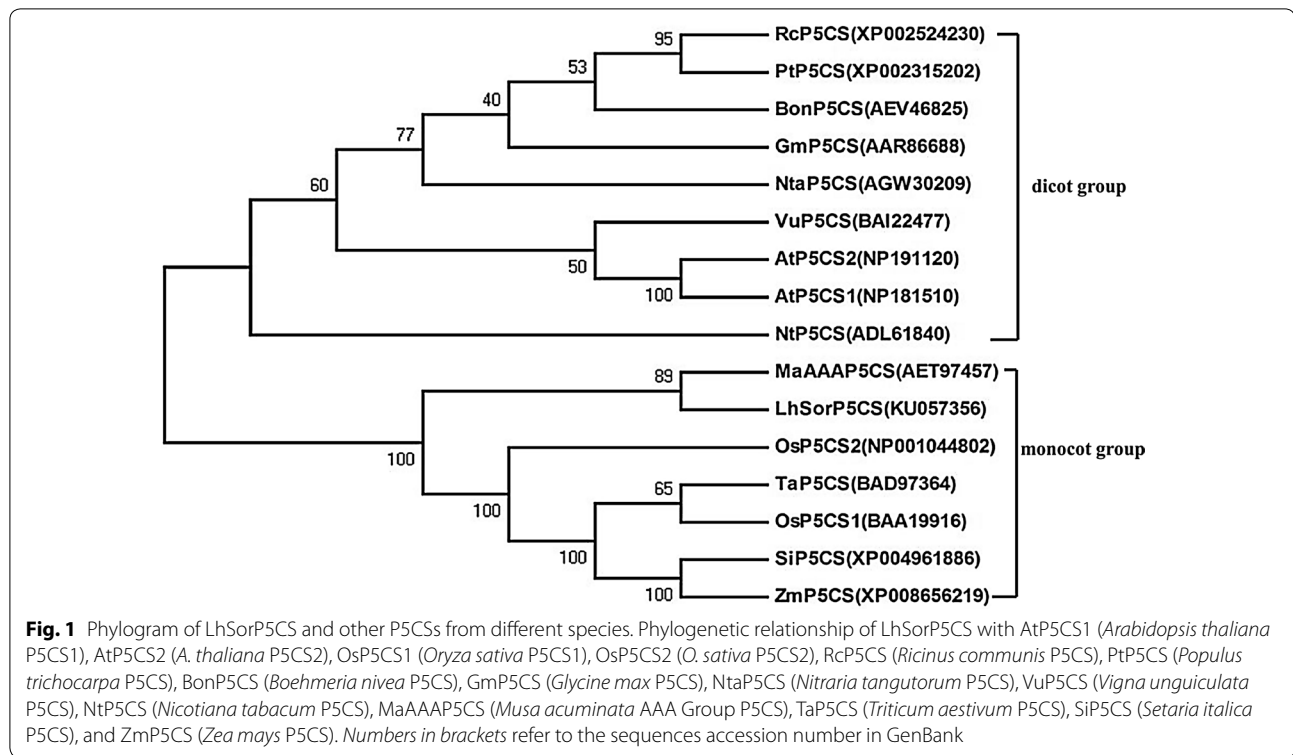 95
RcP5CS(XP002524230)
53
PtP5CS(XP002315202)
40
BonP5CS(AEV46825)
77
GmP5CS(AAR86688)
60
NtaP5CS(AGW30209)
dicot group
VuP5CS(BAI22477)
50
AtP5CS2(NP191120)
100
AtP5CS1(NP181510)
NtP5CS(ADL61840)
89
MaAAAP5CS(AET97457)
LhSorP5CS(KU057356)
100
OsP5CS2(NP001044802)
monocot group
65
TaP5CS(BAD97364)
100
OsP5CS1(BAA19916)
100
SiP5CS(XP004961886)
100
ZmP5CS(XP008656219)
Fig. 1 Phylogram of LhSorP5CS and other P5CSs from different species. Phylogenetic relationship of LhSorP5CS with AtP5CS1 (Arabidopsis thaliana
P5CS1), AtP5CS2 (A. thaliana P5CS2), OsP5CS1 (Oryza sativa P5CS1), OsP5CS2 (O. sativa P5CS2), RcP5CS (Ricinus communis P5CS), PtP5CS (Populus
trichocarpa P5CS), BonP5CS (Boehmeria nivea P5CS), GmP5CS (Glycine max P5CS), NtaP5CS (Nitraria tangutorum P5CS), VuP5CS (Vigna unguiculata
P5CS), NtP5CS (Nicotiana tabacum P5CS), MaAAAP5CS (Musa acuminata AAA Group P5CS), TaP5CS (Triticum aestivum P5CS), SiP5CS (Setaria italica
P5CS), and ZmP5CS (Zea mays P5CS). Numbers in brackets refer to the sequences accession number in GenBank